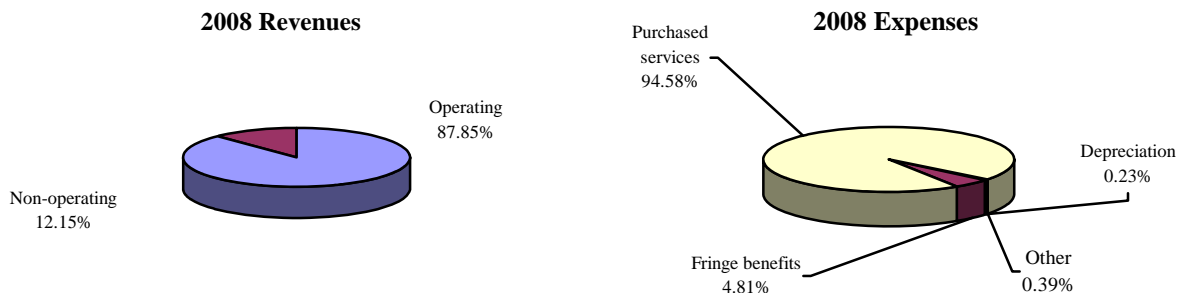 2008 Revenues
Operating
87.85%
Non-operating
12.15%
2008 Expenses
Purchased
services
94.58%
Depreciation
0.23%
Other
0.39%
Fringe benefits
4.81%